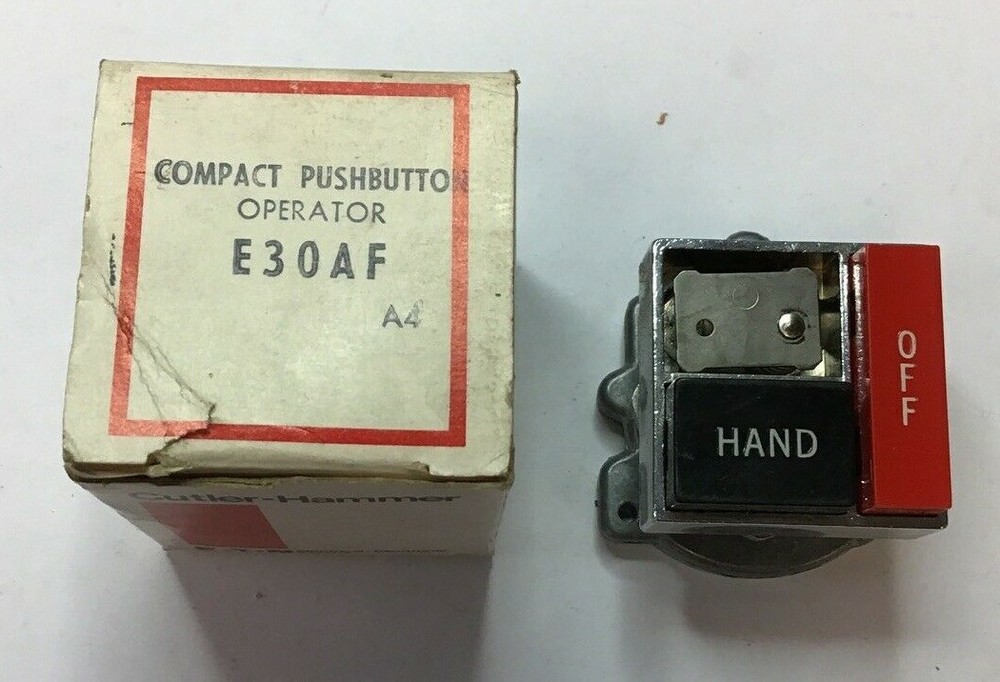 COMPACT PUSHBUTTON
OPERATOR
E30AF
A4
Cutler-Hammer
HAND
OFF